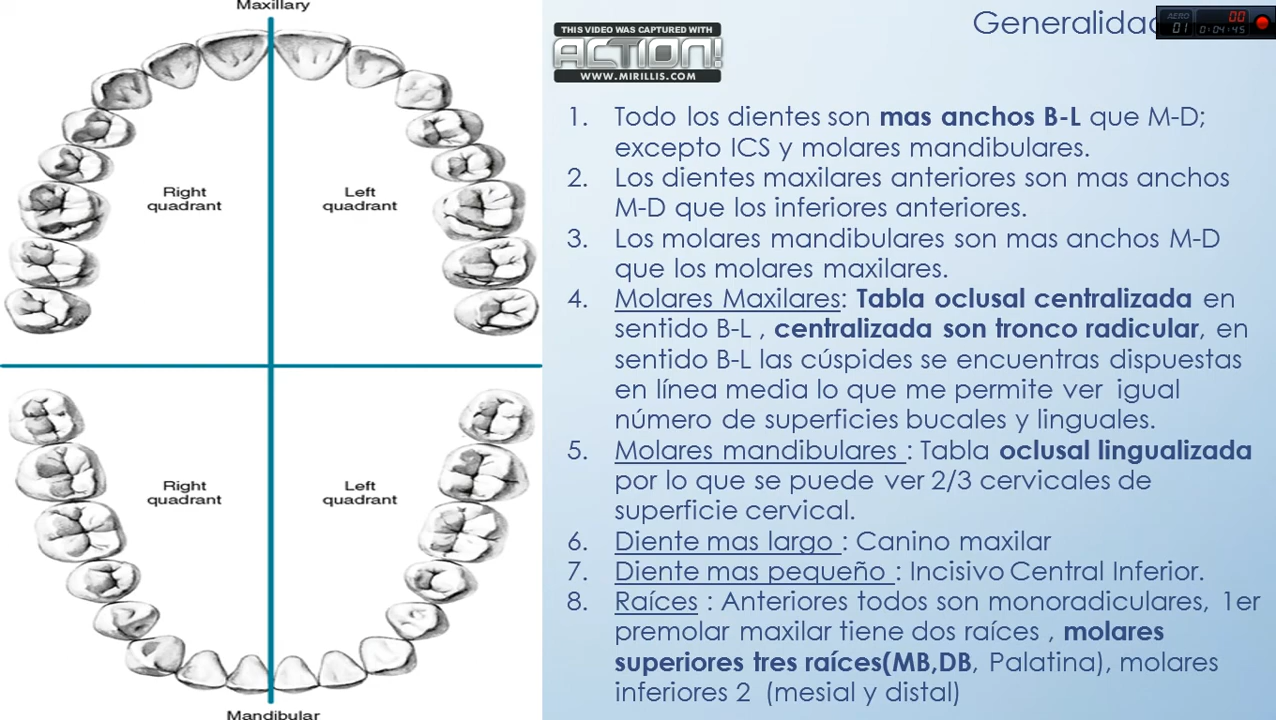 Maxillary
Right
quadrant
Left
quadrant
Right
quadrant
Left
quadrant
Mandibular
THIS VIDEO WAS CAPTURED WITH
ACTION!
WWW.MIRILLIS.COM
AERO
01
00
0:04:45
1. Todo los dientes son mas anchos B-L que M-D;
excepto ICS y molares mandibulares.
2. Los dientes maxilares anteriores son mas anchos
M-D que los inferiores anteriores.
3. Los molares mandibulares son mas anchos M-D
que los molares maxilares.
4. Molares Maxilares: Tabla oclusal centralizada en
sentido B-L , centralizada son tronco radicular, en
sentido B-L las cúspides se encuentras dispuestas
en línea media lo que me permite ver igual
número de superficies bucales y linguales.
5. Molares mandibulares : Tabla oclusal lingualizada
por lo que se puede ver 2/3 cervicales de
superficie cervical.
6. Diente mas largo : Canino maxilar
7. Diente mas pequeño : Incisivo Central Inferior.
8. Raíces : Anteriores todos son monoradiculares, 1er
premolar maxilar tiene dos raíces , molares
superiores tres raíces(MB,DB, Palatina), molares
inferiores 2 (mesial y distal)